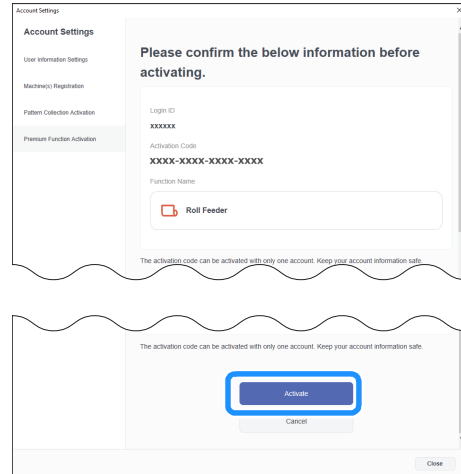 Account Settings
Account Settings
User Information Settings
Machine(s) Registration
Pattern Collection Activation
Premium Function Activation
Please confirm the below information before
activating.
Login ID
xxxxxx
Activation Code
xxxx-xxxx-xxxx-xxxx
Function Name
Roll Feeder
The activation code can be activated with only one account. Keep your account information safe.
The activation code can be activated with only one account. Keep your account information safe.
Activate
Cancel
Close